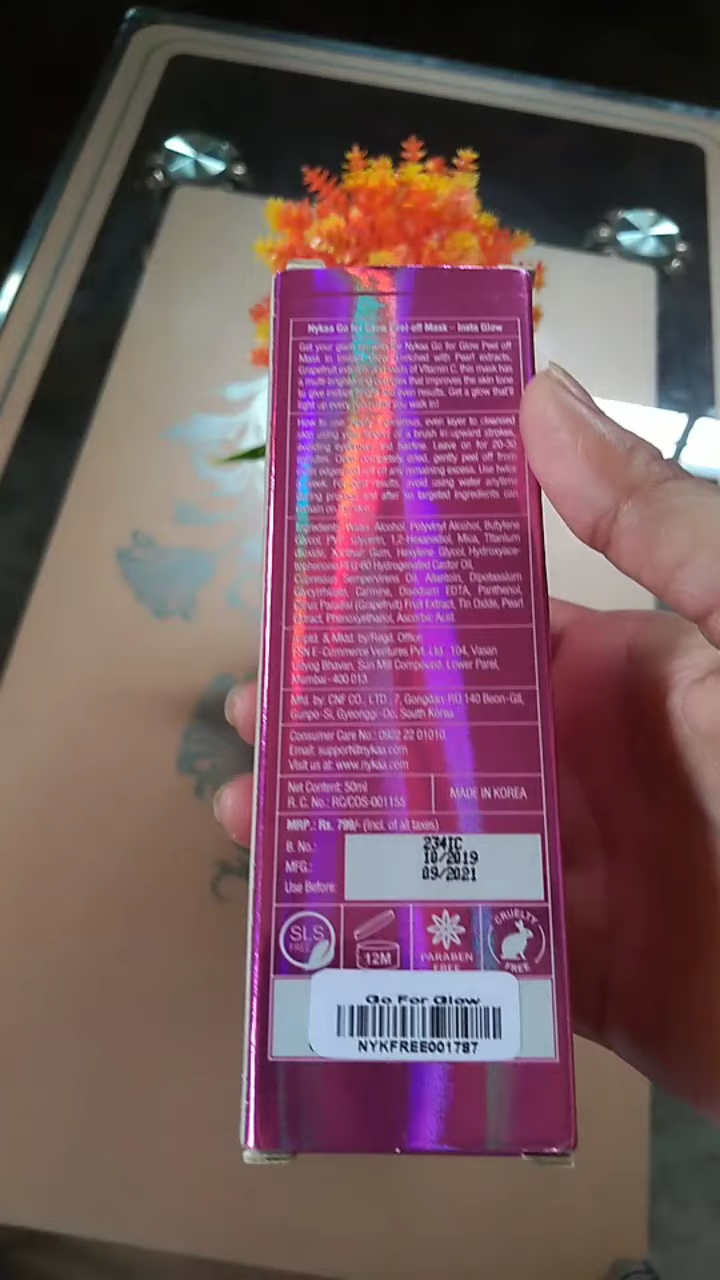 Nykaa Go for Glow Peel-off Mask - Insta Glow
Get your glam on with the Nykaa Go for Glow Peel off
Mask in Insta Glow. Enriched with Pearl extracts,
Grapefruit extracts and of Vitamin C, this mask has
a multi-brightening complex that improves the skin tone
to give instant bright and even results. Get a glow that'll
light up every room you walk in!
How to use: Apply a generous, even layer to cleansed
skin using your fingers or a brush in upward strokes,
avoiding eyebrows and hairline. Leave on for 20-30
minutes. Once completely dried, gently peel off from
outer edges and roll off any remaining excess. Use twice
a week. For best results, avoid using water anytime
during process and after so targeted ingredients can
remain on skin.
Ingredients: Water, Alcohol, Polyvinyl Alcohol, Butylene
Glycol, PVP, Glycerin, 1,2-Hexanediol, Mica, Titanium
dioxide, Xanthan Gum, Hexylene Glycol, Hydroxyace-
tophenone, PEG-60 Hydrogenated Castor Oil,
Cupressus Sempervirens Oil, Allantoin, Dipotassium
Glycyrrhizate, Carmine, Disodium EDTA, Panthenol,
Citrus Paradisi (Grapefruit) Fruit Extract, Tin Oxide, Pearl
Extract, Phenoxyethanol, Ascorbic Acid.
Imptd. & Mktd. by/Regd. Office
FSN E-Commerce Ventures Pvt. Ltd.: 104, Vasan
Udyog Bhavan, Sun Mill Compound, Lower Parel,
Mumbai-400 013
Mfd. by: CNF CO., LTD.: 7, Gongdan-RO 140 Beon-Gil,
Gunpo-Si, Gyeonggi-Do, South Korea
Consumer Care No.: 0922 22 01010
Email: support@nykaa.com
Visit us at: www.nykaa.com
Net Content: 50ml
R. C. No.: RC/COS-001155
MADE IN KOREA
MRP.: Rs. 799/- (Incl. of all taxes)
B. No.: 234IC
MFG.: 10/2019
Use Before: 09/2021
SLS FREE
12M
PARABEN FREE
CRUELTY FREE
Go For Glow
NYKFREE001787